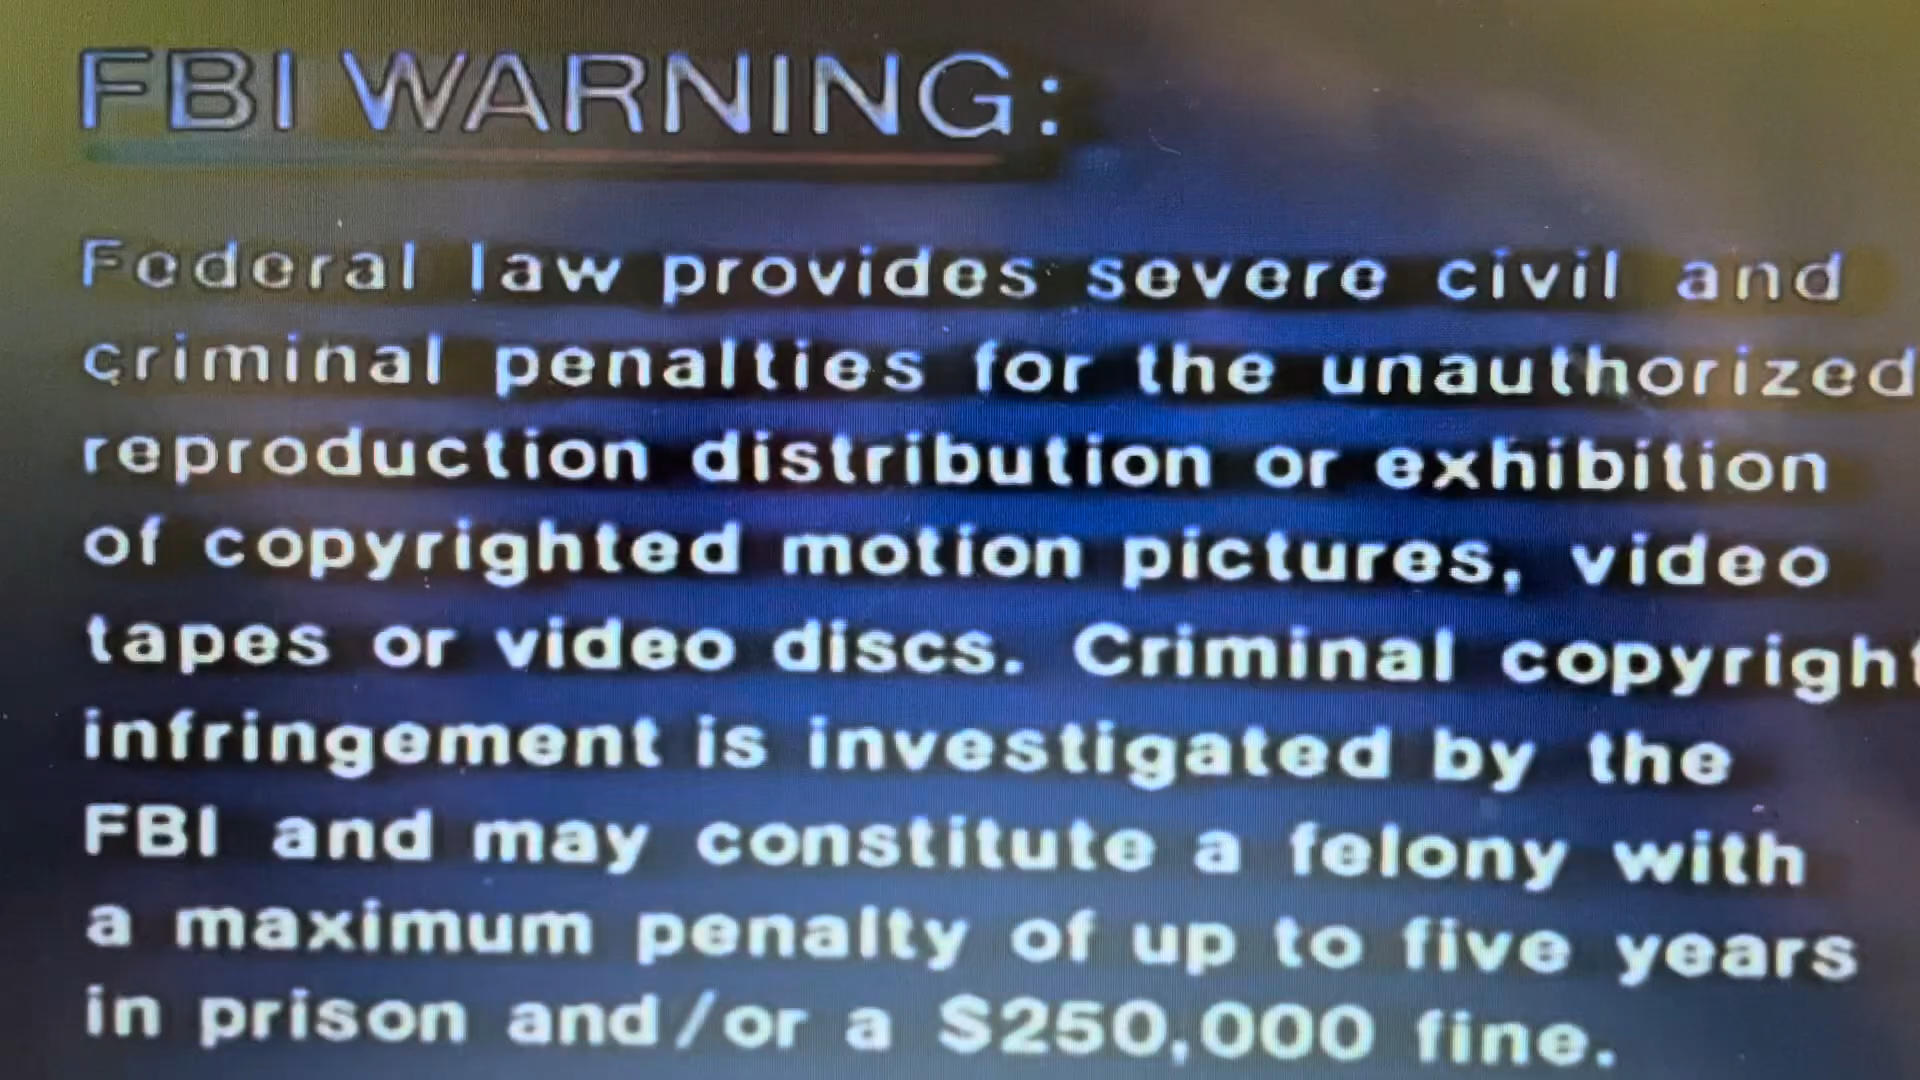 FBI WARNING:
Federal law provides severe civil and
criminal penalties for the unauthorized
reproduction distribution or exhibition
of copyrighted motion pictures, video
tapes or video discs. Criminal copyright
infringement is investigated by the
FBI and may constitute a felony with
a maximum penalty of up to five years
in prison and/or a $250,000 fine.